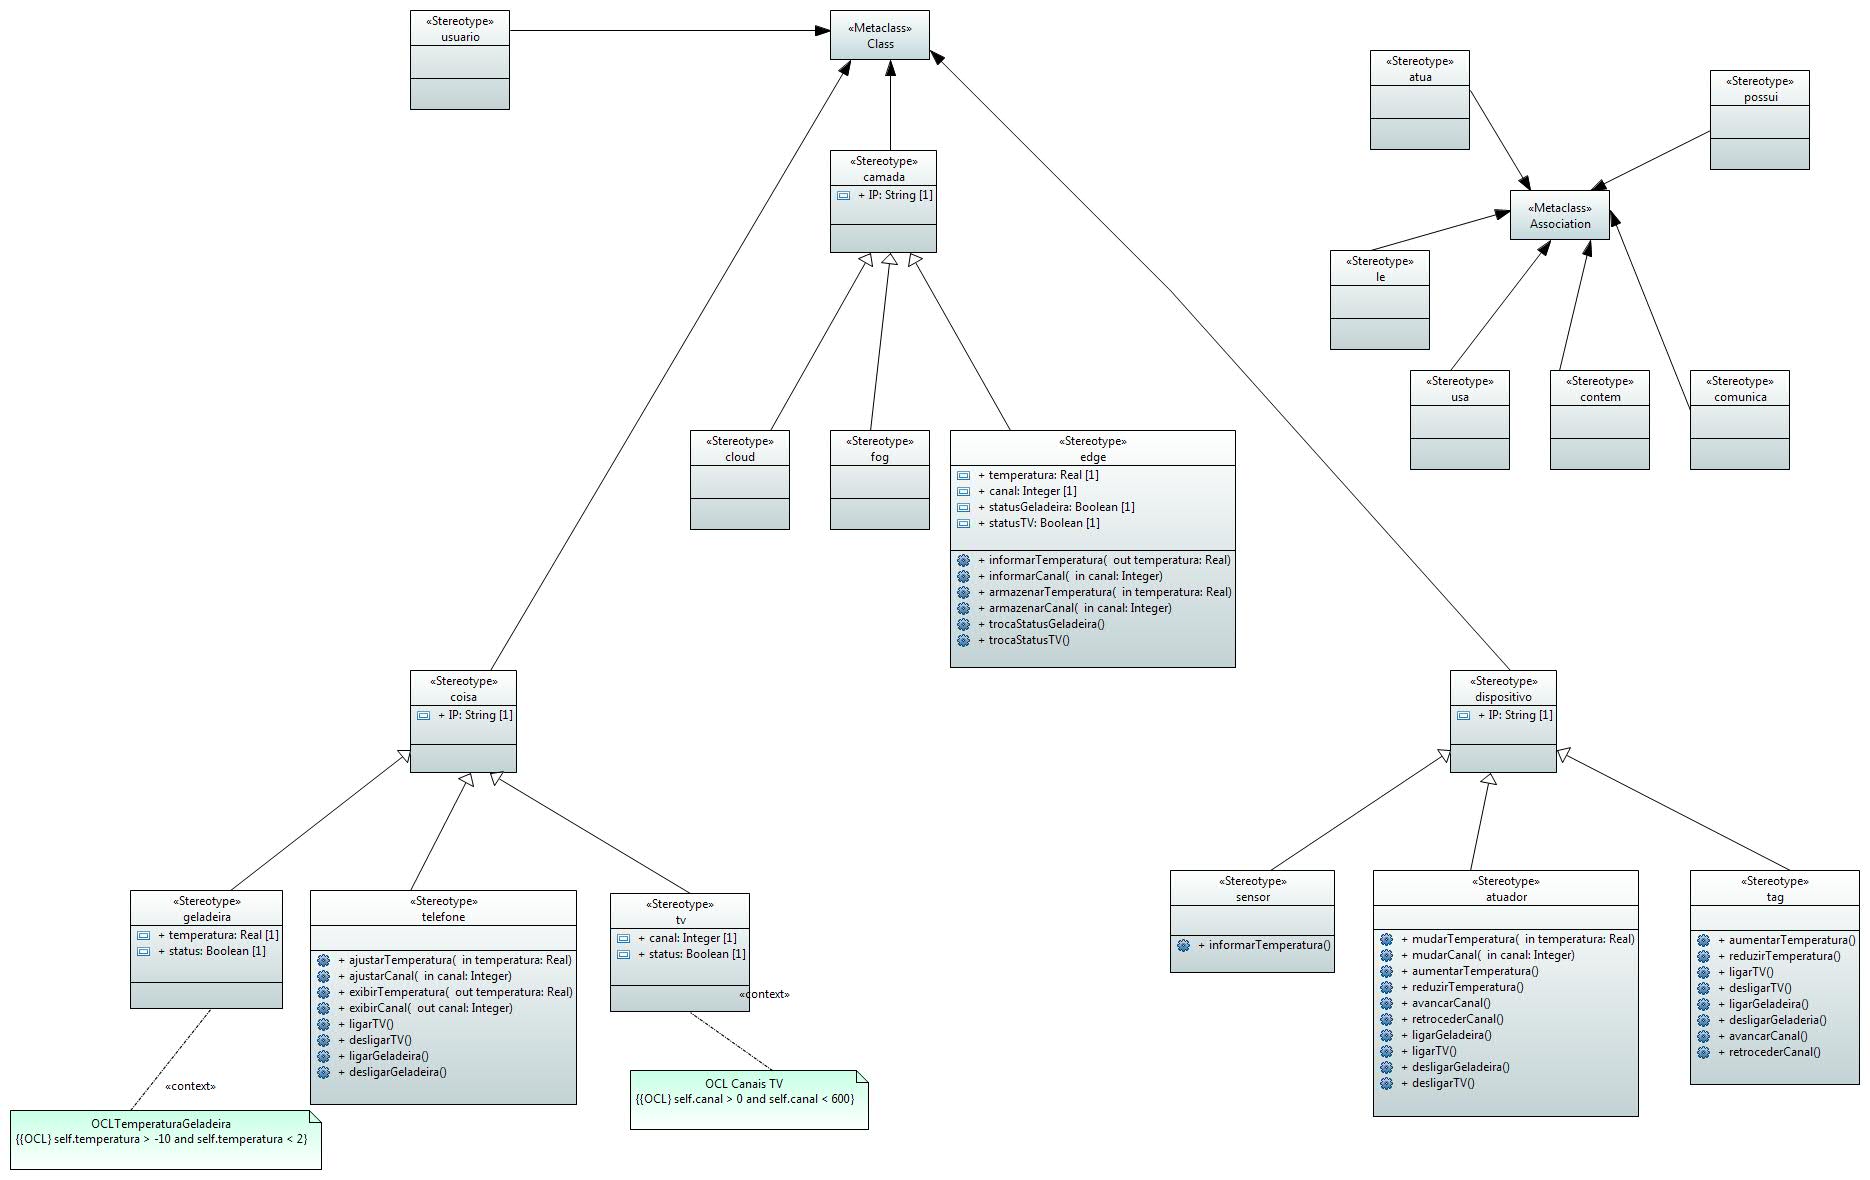 «Stereotype»
usuario
«Metaclass»
Class
«Stereotype»
atua
«Stereotype»
possui
«Stereotype»
camada
+ IP: String [1]
«Metaclass»
Association
«Stereotype»
le
«Stereotype»
usa
«Stereotype»
contem
«Stereotype»
comunica
«Stereotype»
cloud
«Stereotype»
fog
«Stereotype»
edge
+ temperatura: Real [1]
+ canal: Integer [1]
+ statusGeladeira: Boolean [1]
+ statusTV: Boolean [1]
+ informarTemperatura( out temperatura: Real)
+ informarCanal( in canal: Integer)
+ armazenarTemperatura( in temperatura: Real)
+ armazenarCanal( in canal: Integer)
+ trocaStatusGeladeira()
+ trocaStatusTV()
«Stereotype»
coisa
+ IP: String [1]
«Stereotype»
dispositivo
+ IP: String [1]
«Stereotype»
geladeira
+ temperatura: Real [1]
+ status: Boolean [1]
«Stereotype»
telefone
+ ajustarTemperatura( in temperatura: Real)
+ ajustarCanal( in canal: Integer)
+ exibirTemperatura( out temperatura: Real)
+ exibirCanal( out canal: Integer)
+ ligarTV()
+ desligarTV()
+ ligarGeladeira()
+ desligarGeladeira()
«Stereotype»
tv
+ canal: Integer [1]
+ status: Boolean [1]
«context»
«Stereotype»
sensor
+ informarTemperatura()
«Stereotype»
atuador
+ mudarTemperatura( in temperatura: Real)
+ mudarCanal( in canal: Integer)
+ aumentarTemperatura()
+ reduzirTemperatura()
+ avancarCanal()
+ retrocederCanal()
+ ligarGeladeira()
+ ligarTV()
+ desligarGeladeira()
+ desligarTV()
«Stereotype»
tag
+ aumentarTemperatura()
+ reduzirTemperatura()
+ ligarTV()
+ desligarTV()
+ ligarGeladeira()
+ desligarGeladeria()
+ avancarCanal()
+ retrocederCanal()
«context»
OCLTemperaturaGeladeira
{{OCL} self.temperatura > -10 and self.temperatura < 2}
OCL Canais TV
{{OCL} self.canal > 0 and self.canal < 600}